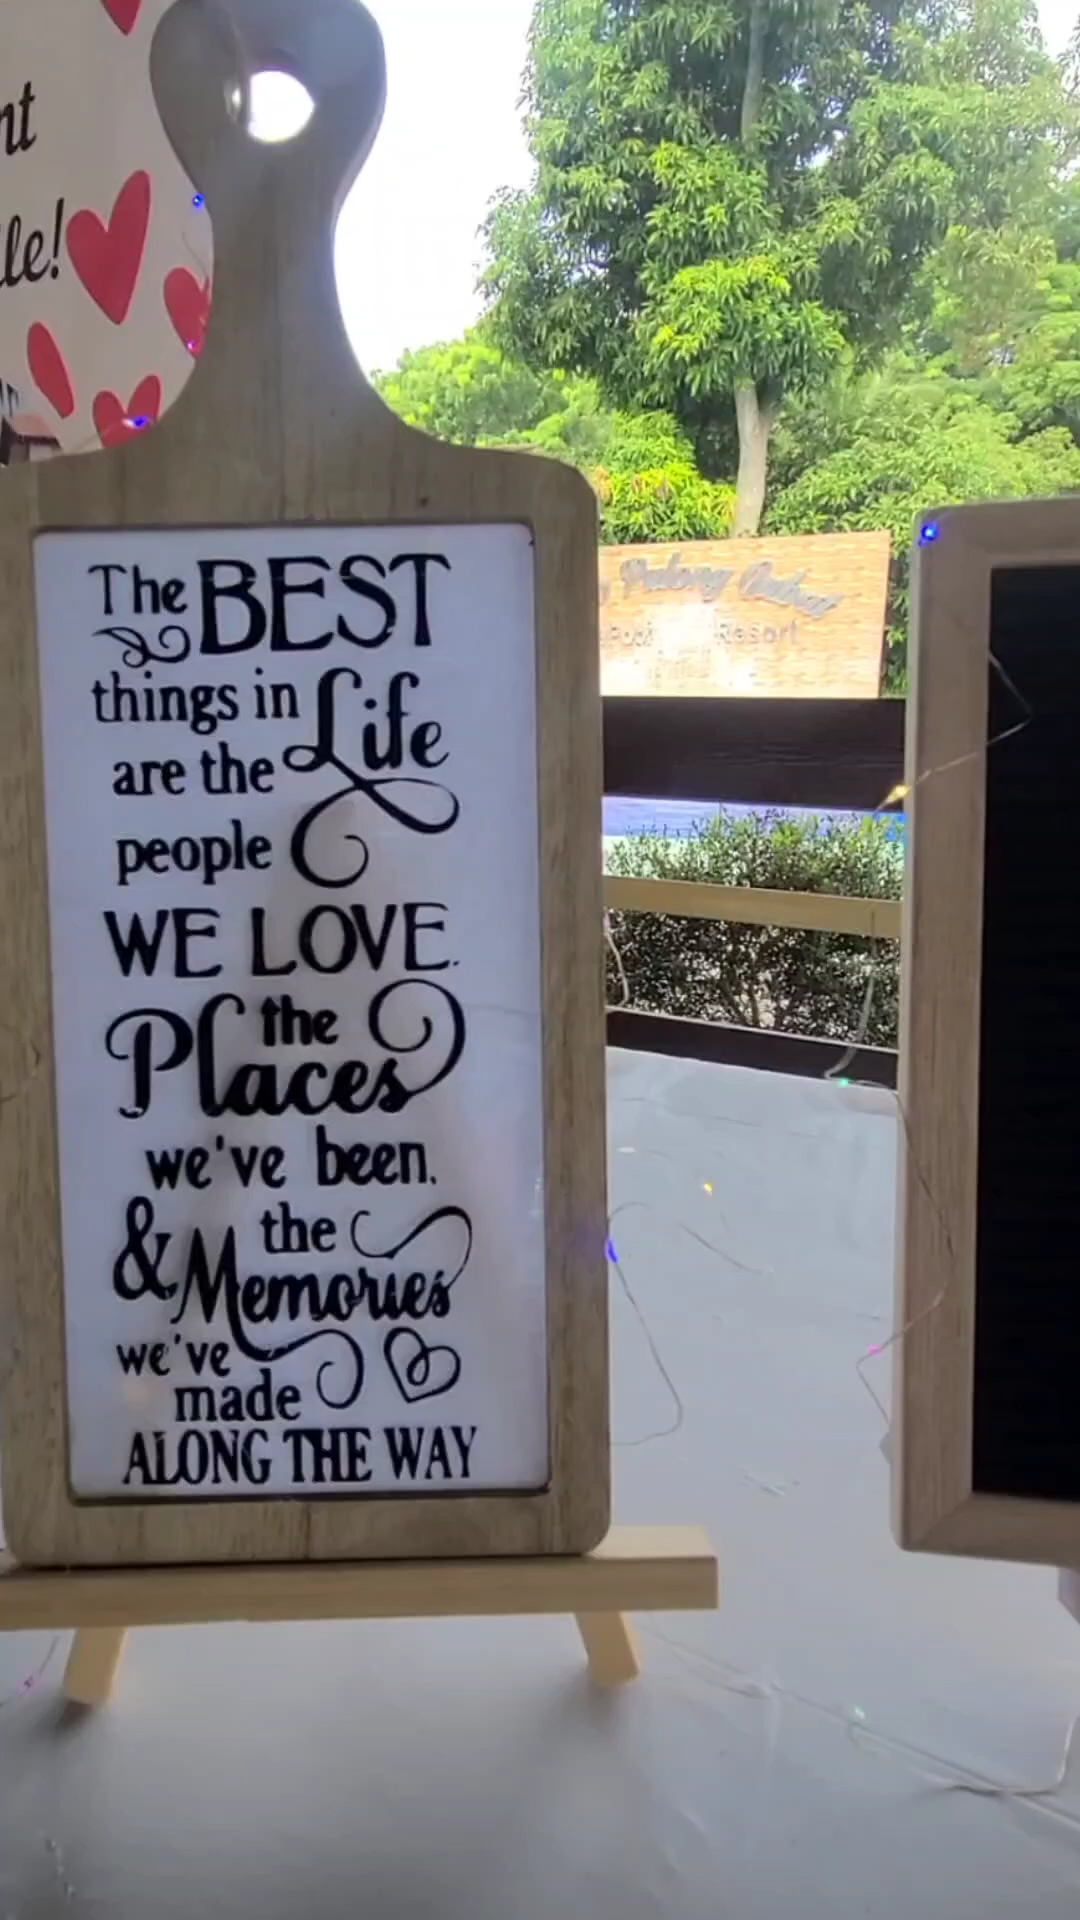 The BEST
things in Life
are the
people
WE LOVE.
the
Places
we've been.
& the
Memories
we've
made
ALONG THE WAY
Resort